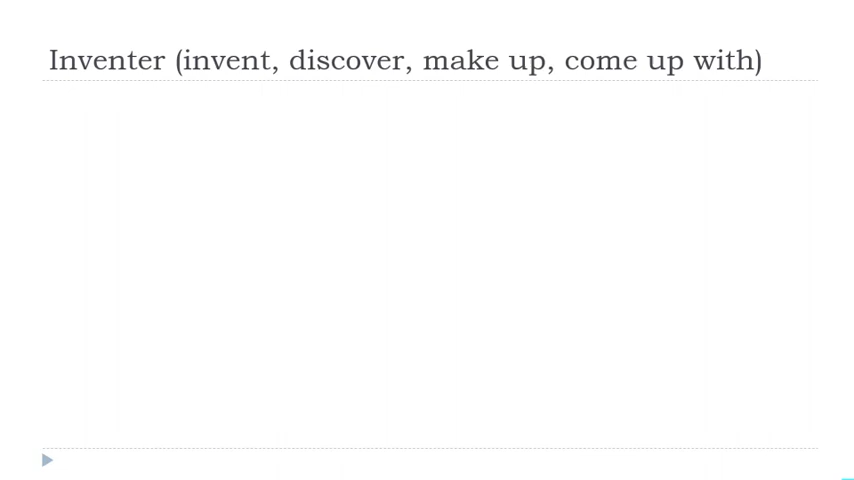 Inventer (invent, discover, make up, come up with)